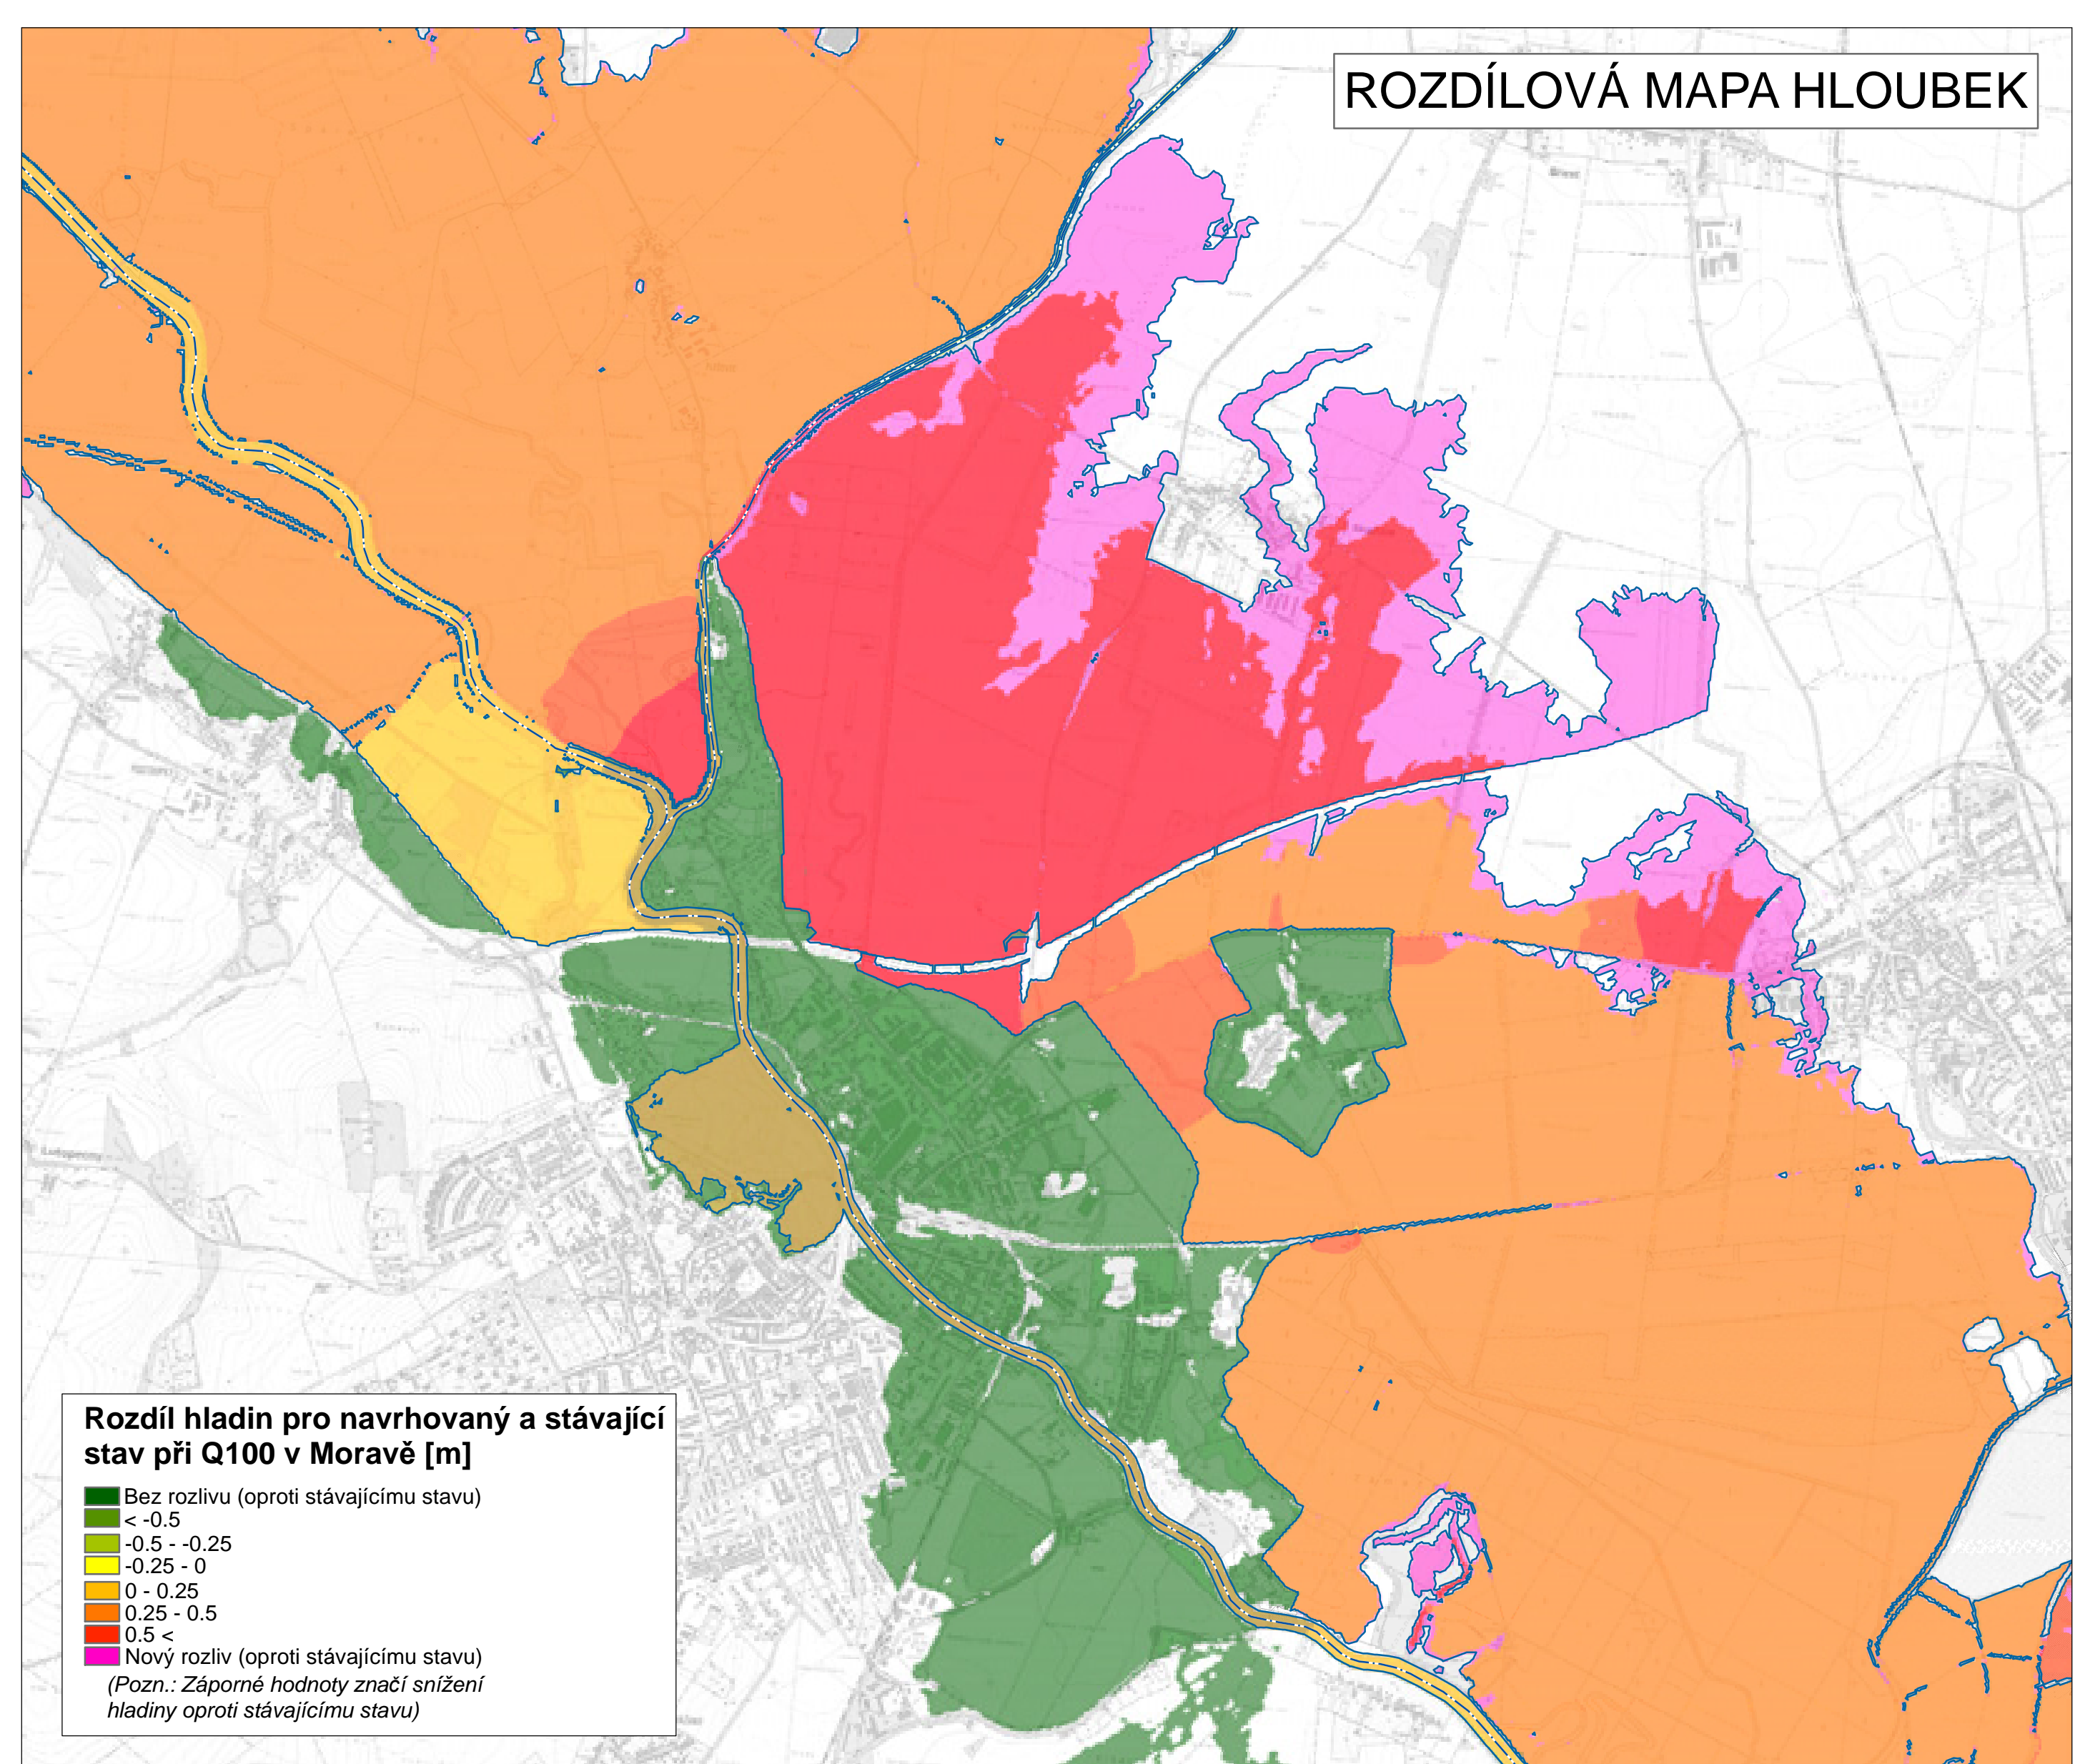 ROZDÍLOVÁ MAPA HLOUBEK
Rozdíl hladin pro navrhovaný a stávající
stav při Q100 v Moravě [m]
Bez rozlivu (oproti stávajícímu stavu)
< -0.5
-0.5 - -0.25
-0.25 - 0
0 - 0.25
0.25 - 0.5
0.5 <
Nový rozliv (oproti stávajícímu stavu)
(Pozn.: Záporné hodnoty značí snížení
hladiny oproti stávajícímu stavu)